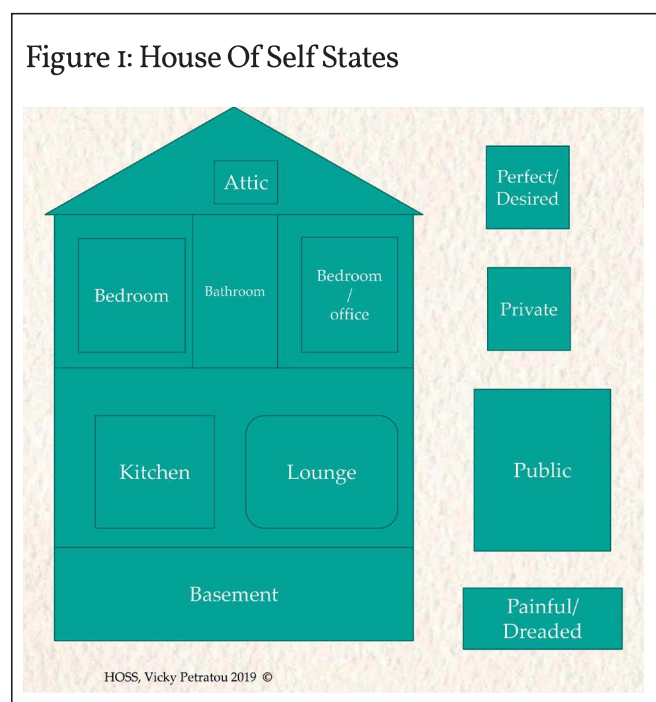 Figure 1: House Of Self States
Attic
Perfect/
Desired
Bedroom
Bathroom
Bedroom
/
office
Private
Kitchen
Lounge
Public
Basement
Painful/
Dreaded
HOSS, Vicky Petratou 2019 ©